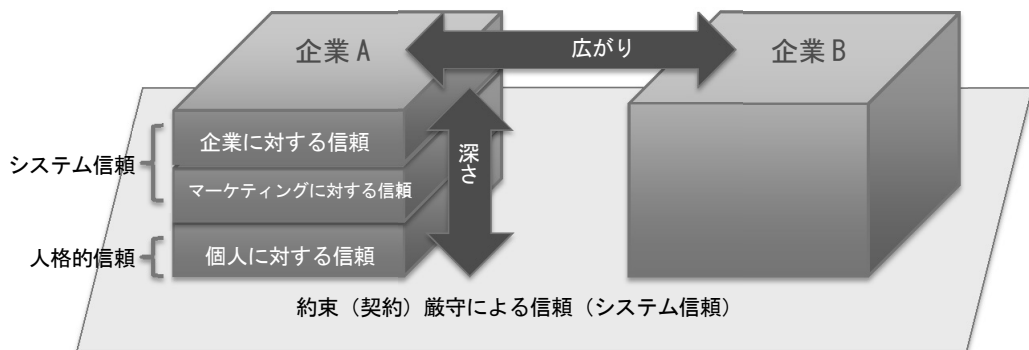 企業A
広がり
企業B
企業に対する信頼
深さ
システム信頼
マーケティングに対する信頼
人格的信頼
個人に対する信頼
約束（契約）厳守による信頼（システム信頼）